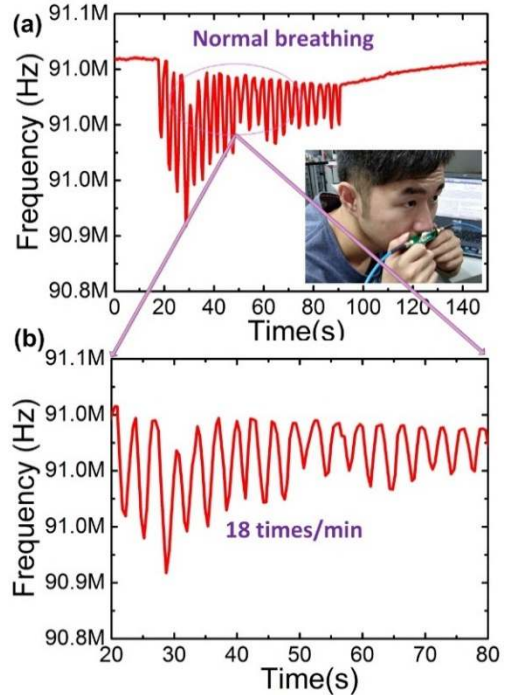 (a)
91.1M
91.0M
91.0M
90.9M
90.8M
Frequency (Hz)
Normal breathing
0 20 40 60 80 100 120 140
Time(s)
(b)
91.1M
91.0M
91.0M
91.0M
90.9M
90.8M
Frequency (Hz)
18 times/min
20 30 40 50 60 70 80
Time(s)